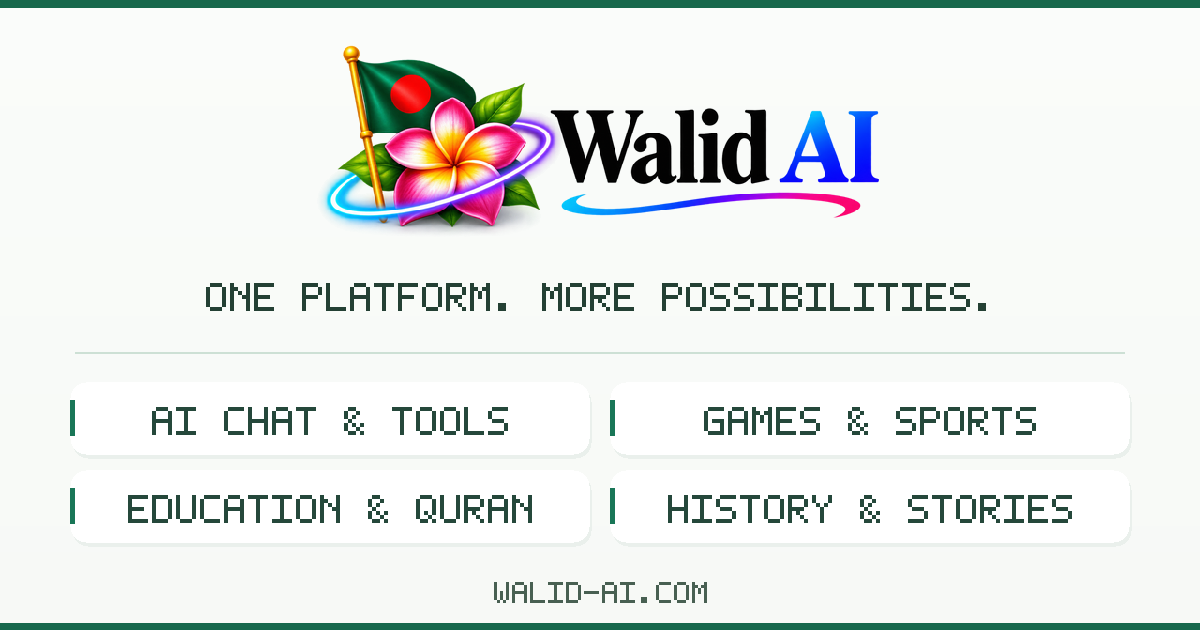 Walid AI
ONE PLATFORM. MORE POSSIBILITIES.
AI CHAT & TOOLS
GAMES & SPORTS
EDUCATION & QURAN
HISTORY & STORIES
WALID-AI.COM